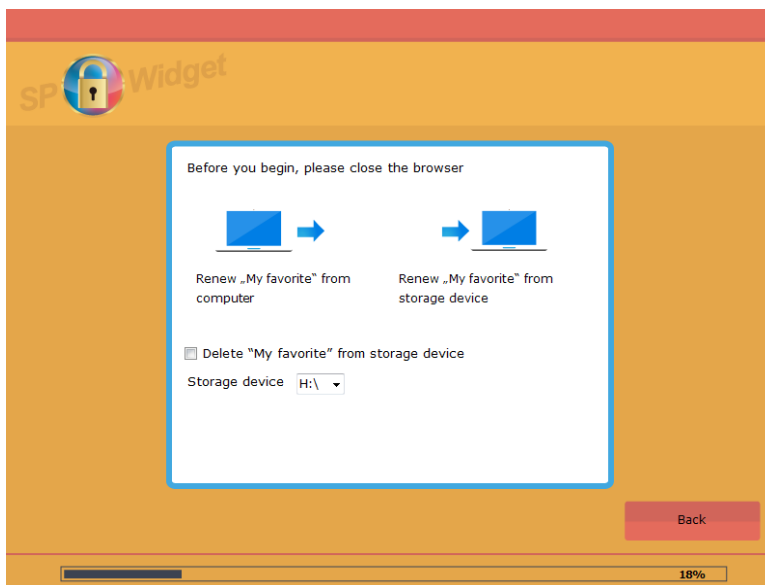 SP Widget
Before you begin, please close the browser
Renew „My favorite“ from
computer
Renew „My favorite“ from
storage device
Delete “My favorite” from storage device
Storage device H:\
Back
18%